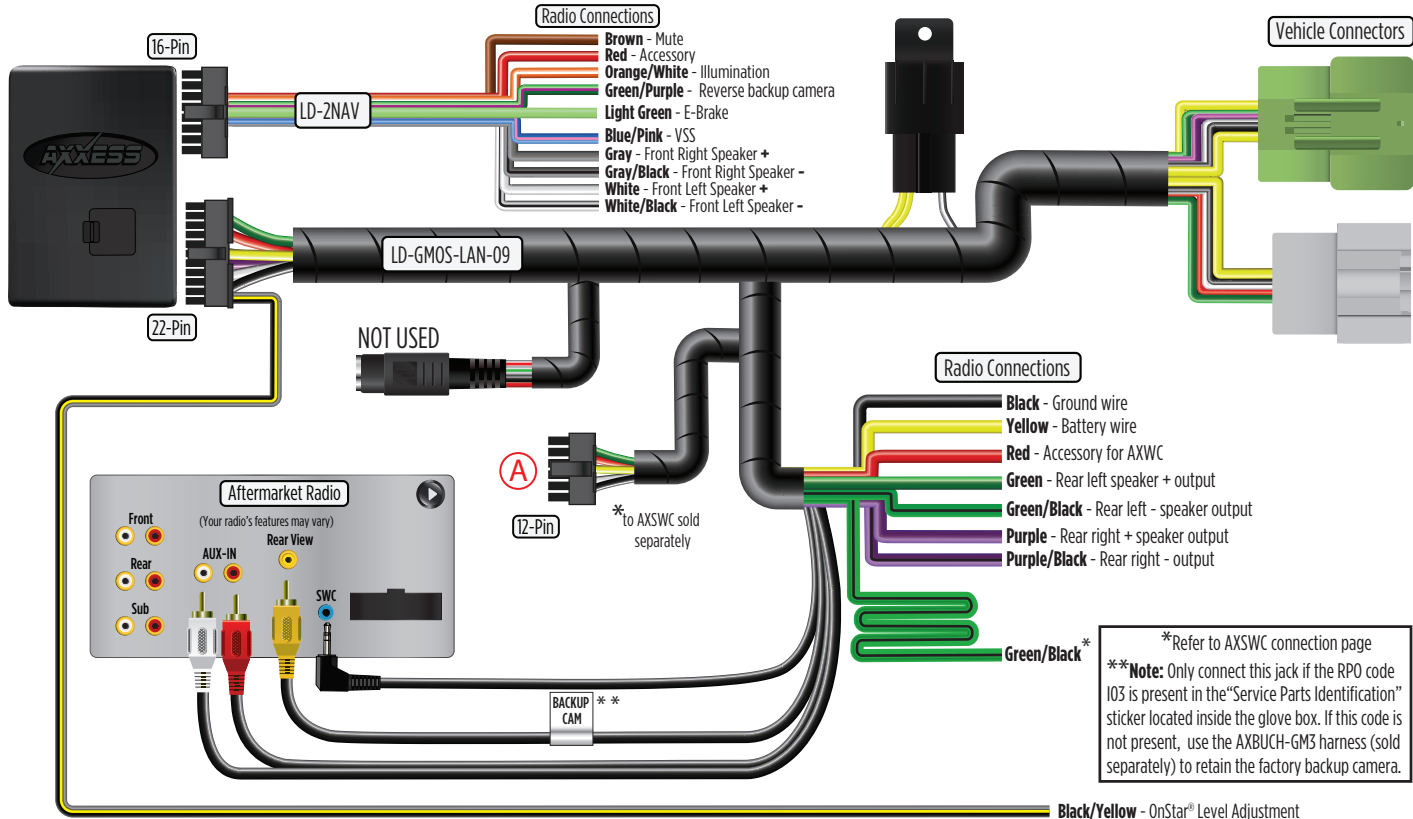 Radio Connections
16-Pin
Brown - Mute
Red - Accessory
Orange/White - Illumination
Green/Purple - Reverse backup camera
LD-2NAV
Light Green - E-Brake
Blue/Pink - VSS
Gray - Front Right Speaker +
Gray/Black - Front Right Speaker -
White - Front Left Speaker +
White/Black - Front Left Speaker -
Vehicle Connectors
AXXESS
LD-GMOS-LAN-09
22-Pin
NOT USED
A
12-Pin
*to AXSWC sold
separately
Radio Connections
Black - Ground wire
Yellow - Battery wire
Red - Accessory for AXWC
Green - Rear left speaker + output
Green/Black - Rear left - speaker output
Purple - Rear right + speaker output
Purple/Black - Rear right - output
Green/Black*
Aftermarket Radio
(Your radio's features may vary)
Front
Rear
Sub
AUX-IN
Rear View
SWC
BACKUP
CAM
**
*Refer to AXSWC connection page
**Note: Only connect this jack if the RPO code
I03 is present in the“Service Parts Identification”
sticker located inside the glove box. If this code is
not present, use the AXBUCH-GM3 harness (sold
separately) to retain the factory backup camera.
Black/Yellow - OnStar® Level Adjustment